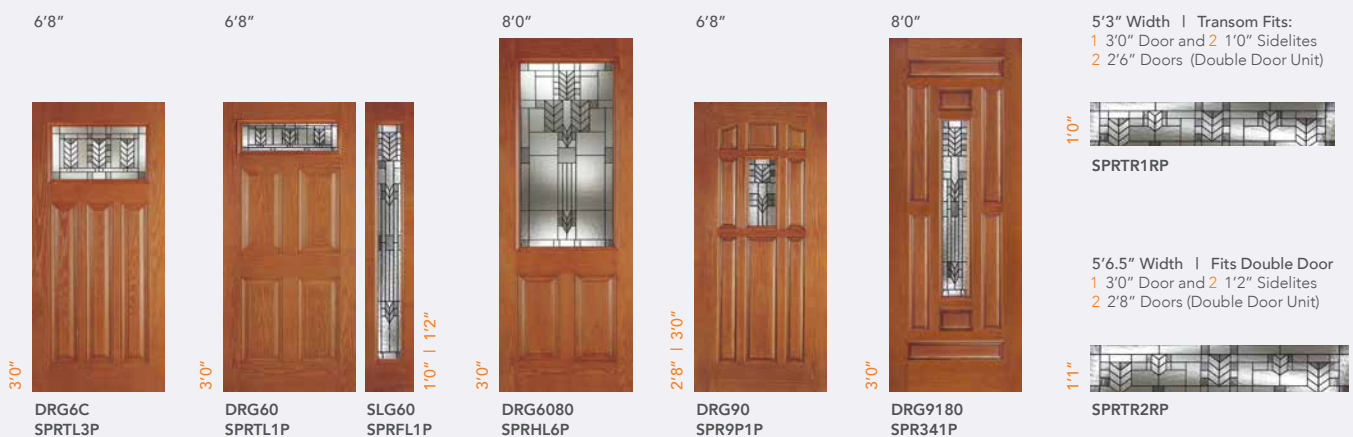 6'8"
6'8"
8'0"
6'8"
8'0"
3'0"
3'0"
1'0" | 1'2"
3'0"
2'8" | 3'0"
3'0"
DRG6C
SPRTL3P
DRG60
SPRTL1P
SLG60
SPRFL1P
DRG6080
SPRHL6P
DRG90
SPR9P1P
DRG9180
SPR341P
5'3" Width | Transom Fits:
1 3'0" Door and 2 1'0" Sidelites
2 2'6" Doors (Double Door Unit)
1'0"
SPRTR1RP
5'6.5" Width | Fits Double Door
1 3'0" Door and 2 1'2" Sidelites
2 2'8" Doors (Double Door Unit)
1'1"
SPRTR2RP